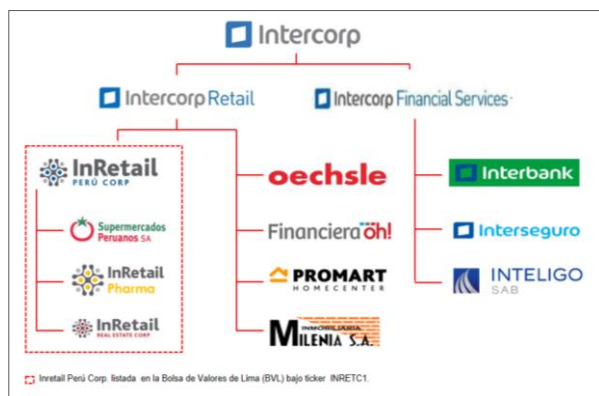 Intercorp
Intercorp Retail
Intercorp Financial Services
InRetail
PERÚ CORP
oechsle
Interbank
Supermercados
Peruanos SA
Financiera oh!
Interseguro
InRetail
Pharma
PROMART
HOMECENTER
INTELIGO
SAB
InRetail
REAL ESTATE CORP
INMOBILIARIA
MILENIA S.A.
Inretail Perú Corp. listada en la Bolsa de Valores de Lima (BVL) bajo ticker INRETC1.